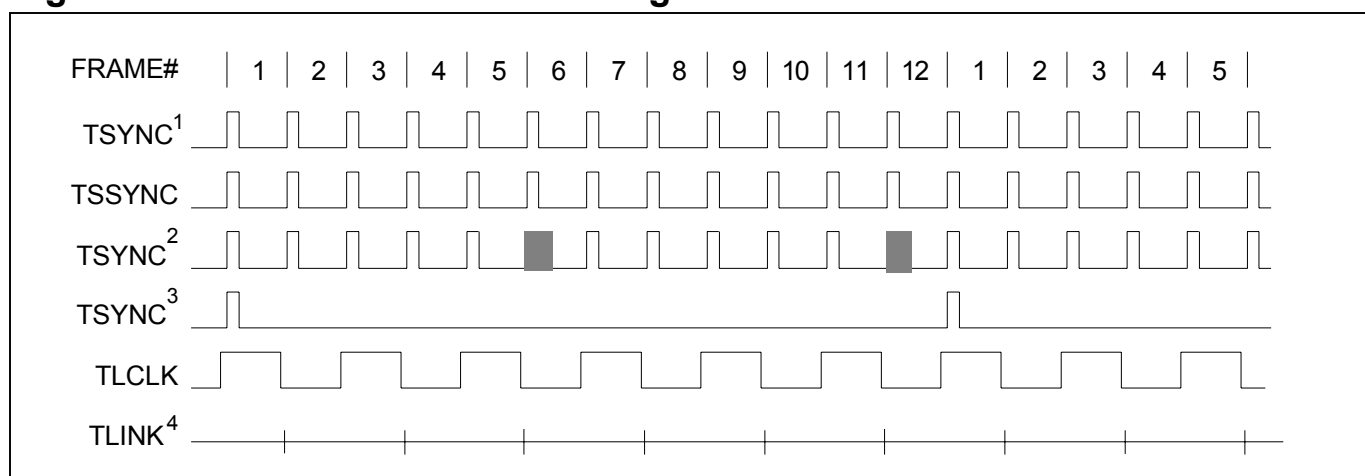 FRAME# 1 2 3 4 5 6 7 8 9 10 11 12 1 2 3 4 5
TSYNC1
TSSYNC
TSYNC2
TSYNC3
TLCLK
TLINK4